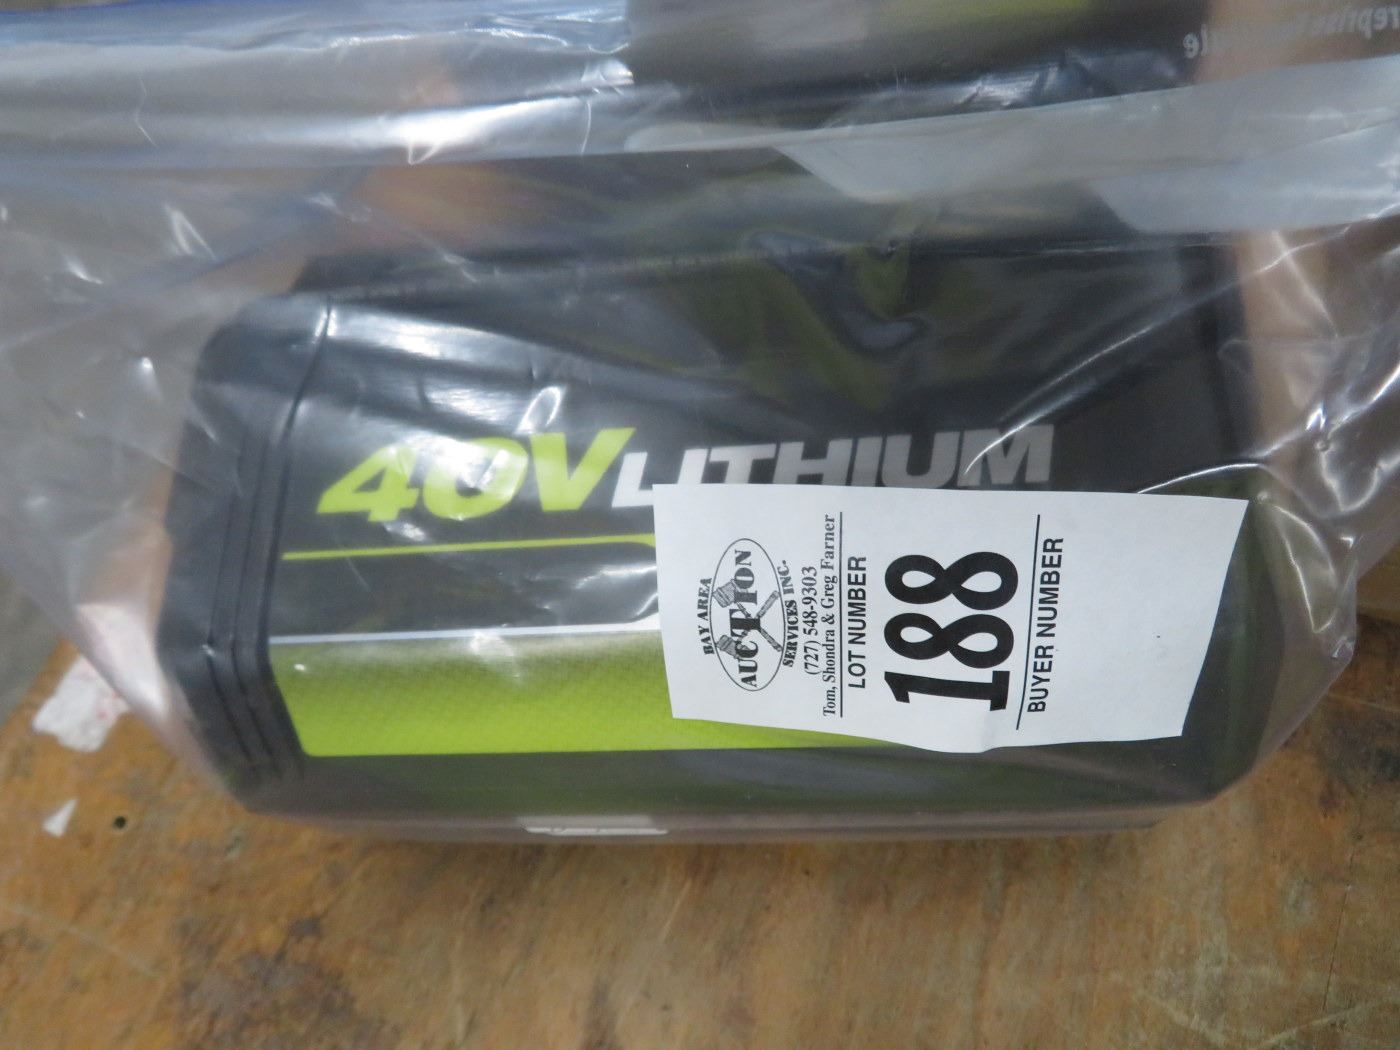 40V LITHIUM
BAY AREA
AUCTION
SERVICES INC.
(727) 548-9303
Tom, Shondra & Greg Farner
LOT NUMBER
188
BUYER NUMBER